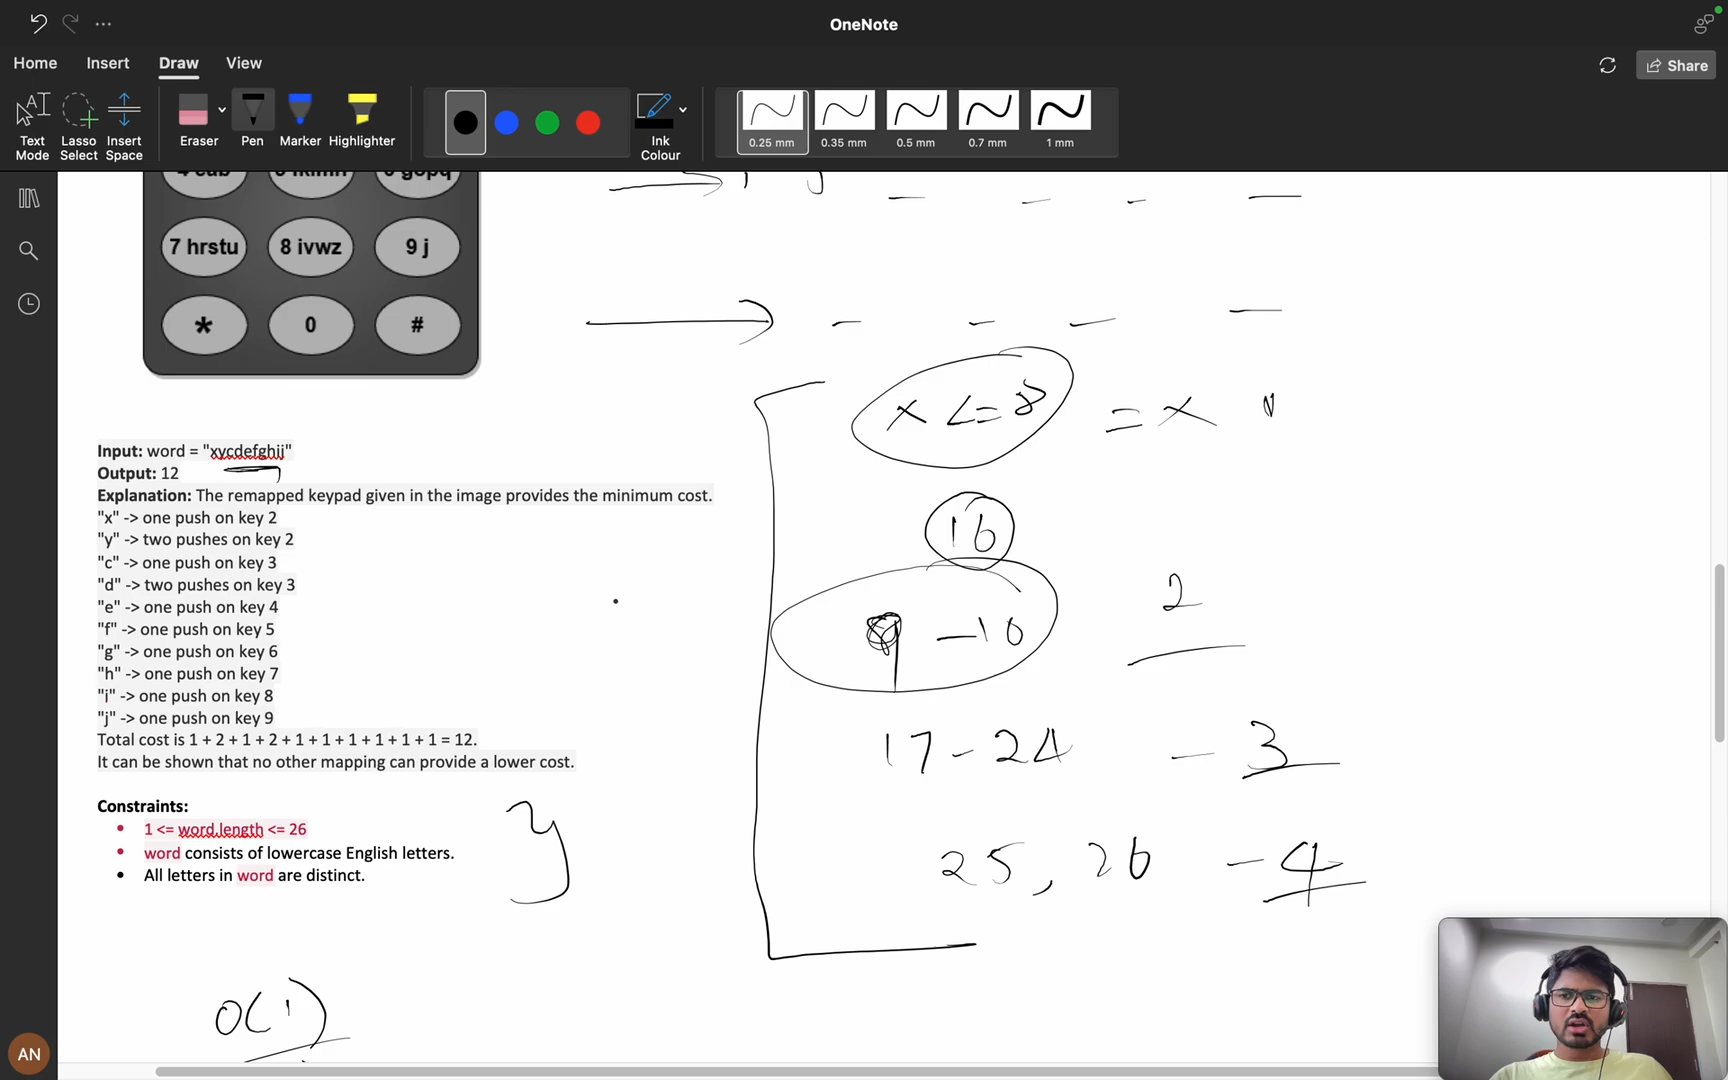 OneNote
Home Insert Draw View
Share
Text Mode
Lasso Select
Insert Space
Eraser
Pen
Marker
Highlighter
Ink Colour
0.25 mm
0.35 mm
0.5 mm
0.7 mm
1 mm
7 hrstu 8 ivwz 9 j
* 0 #
x <= 8 = x
16
9 - 16 2
17 - 24 - 3
25, 26 - 4
Input: word = "xycdefghij"
Output: 12
Explanation: The remapped keypad given in the image provides the minimum cost.
"x" -> one push on key 2
"y" -> two pushes on key 2
"c" -> one push on key 3
"d" -> two pushes on key 3
"e" -> one push on key 4
"f" -> one push on key 5
"g" -> one push on key 6
"h" -> one push on key 7
"i" -> one push on key 8
"j" -> one push on key 9
Total cost is 1 + 2 + 1 + 2 + 1 + 1 + 1 + 1 + 1 + 1 = 12.
It can be shown that no other mapping can provide a lower cost.
Constraints:
• 1 <= word.length <= 26
• word consists of lowercase English letters.
• All letters in word are distinct.
O(1)
AN